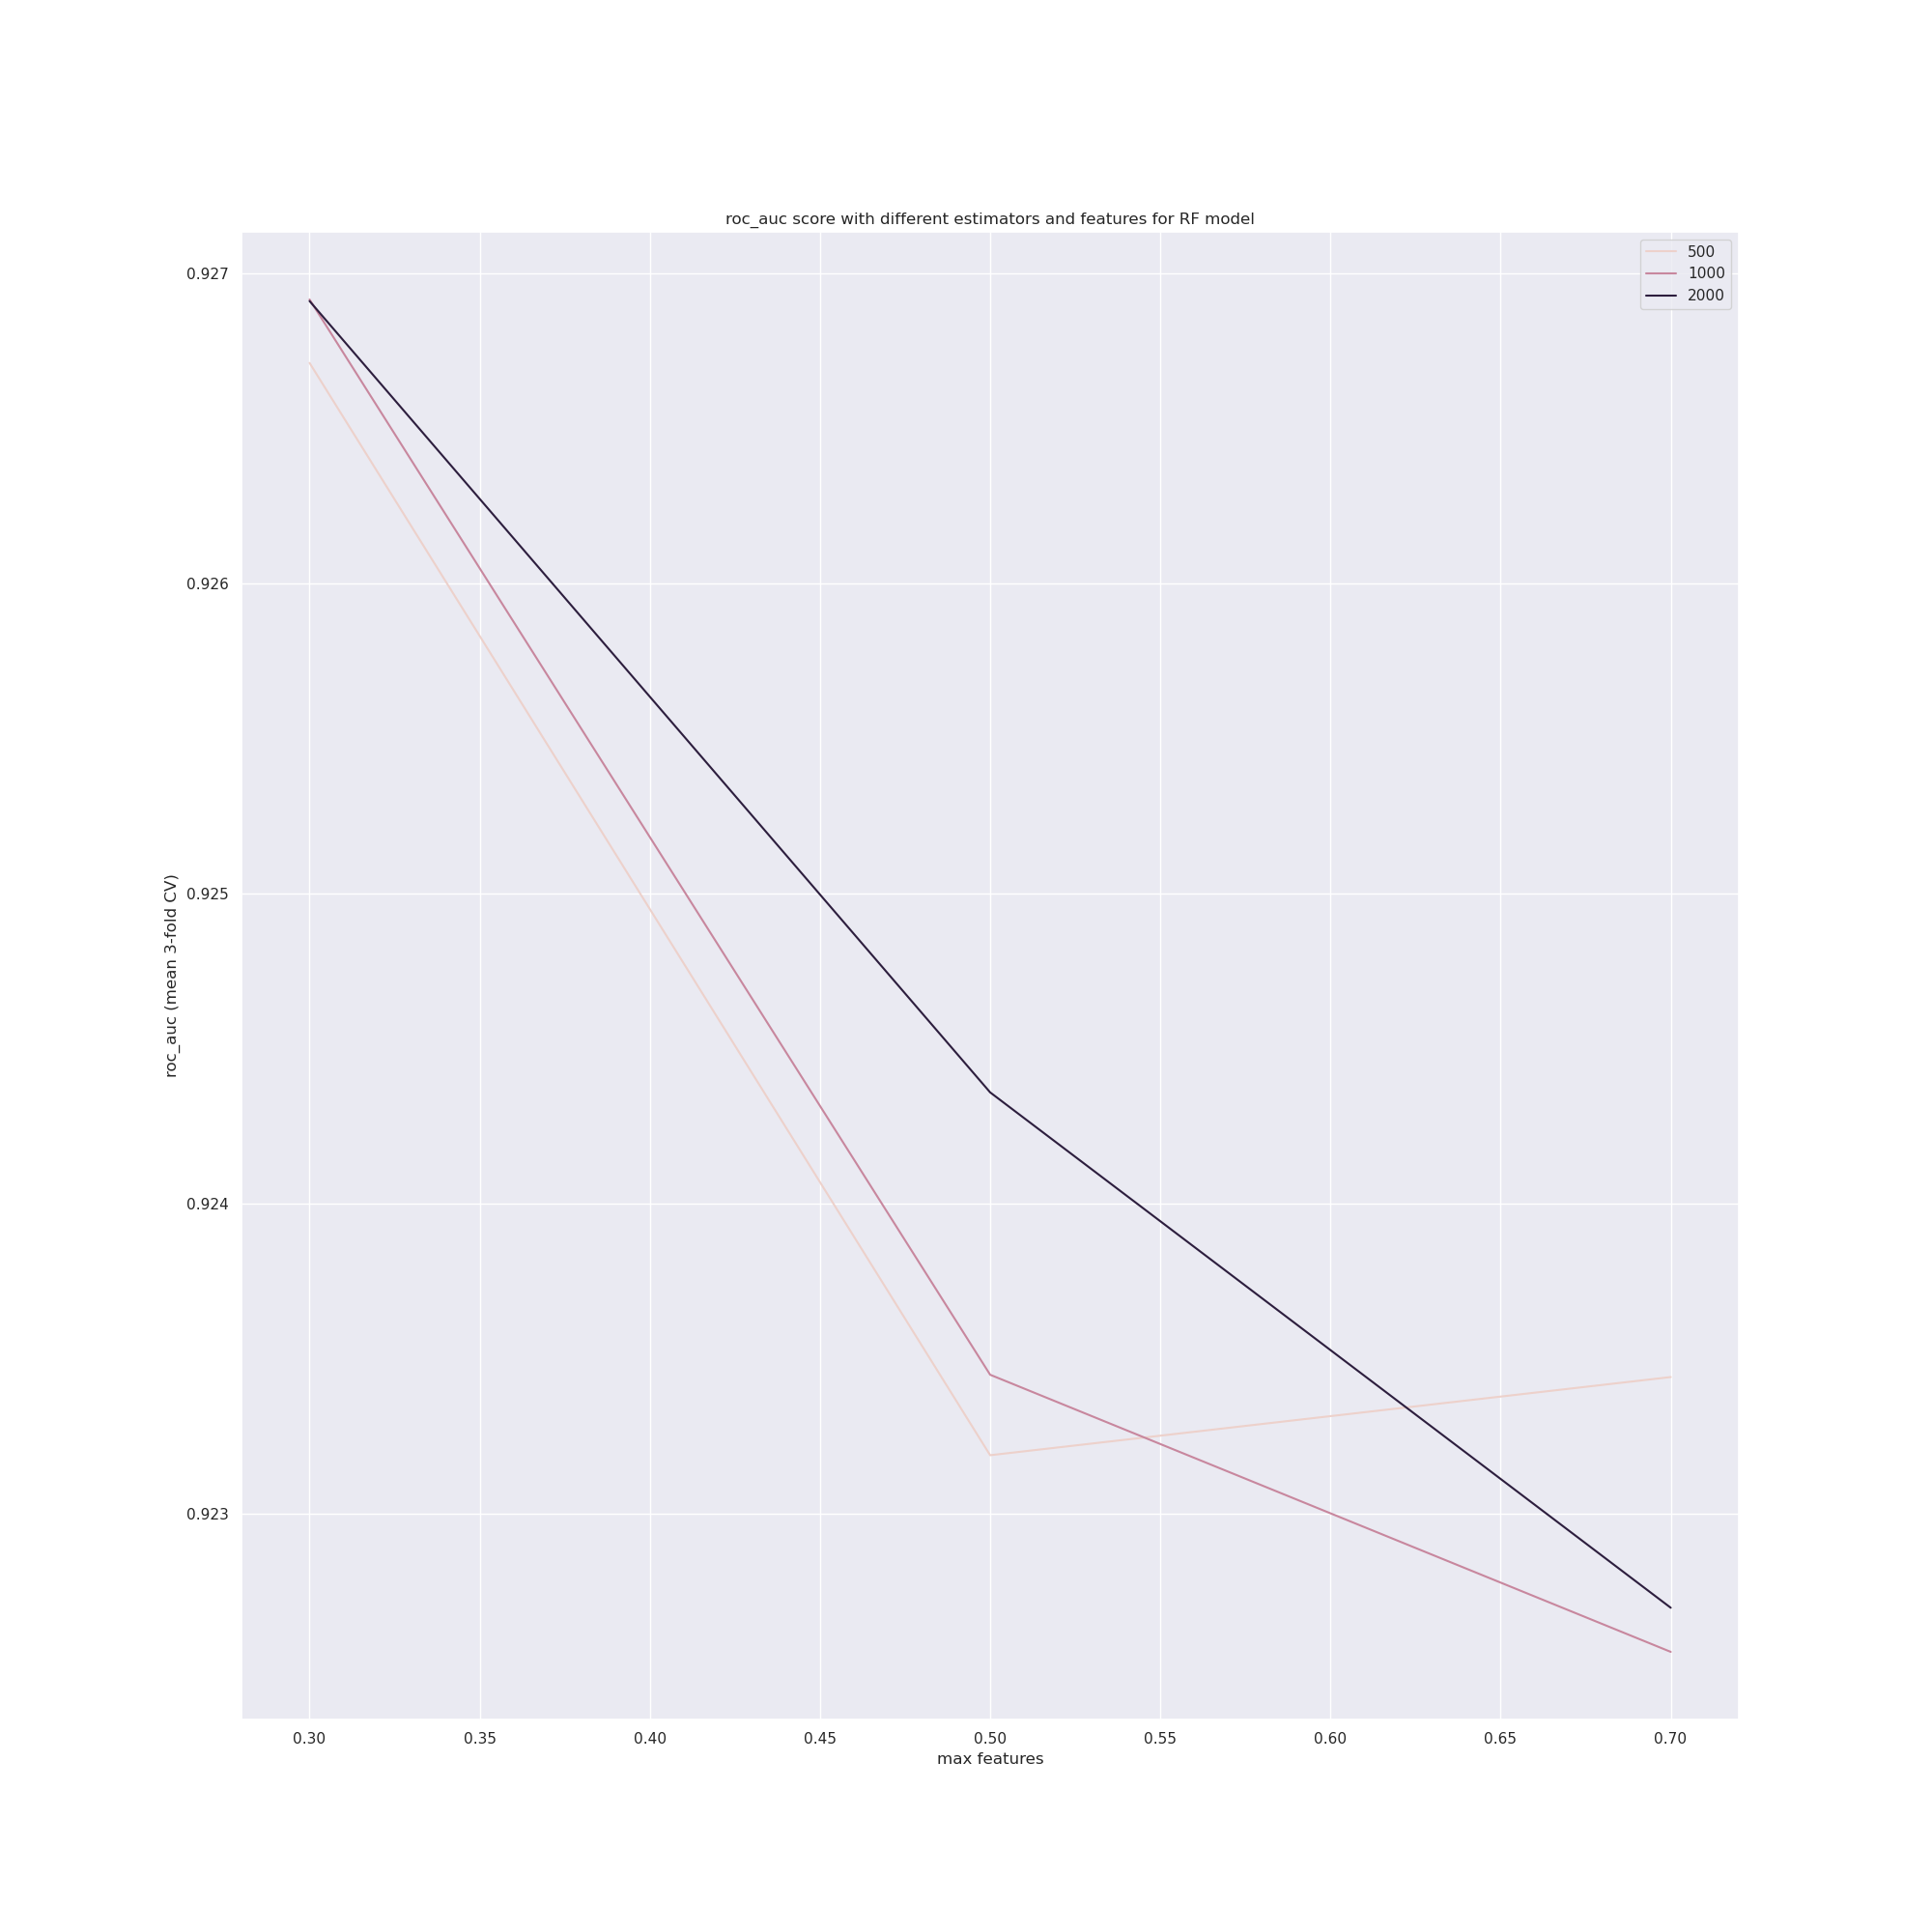 roc_auc score with different estimators and features for RF model
500
1000
2000
0.927
0.926
0.925
0.924
0.923
roc_auc (mean 3-fold CV)
0.30 0.35 0.40 0.45 0.50 0.55 0.60 0.65 0.70
max features